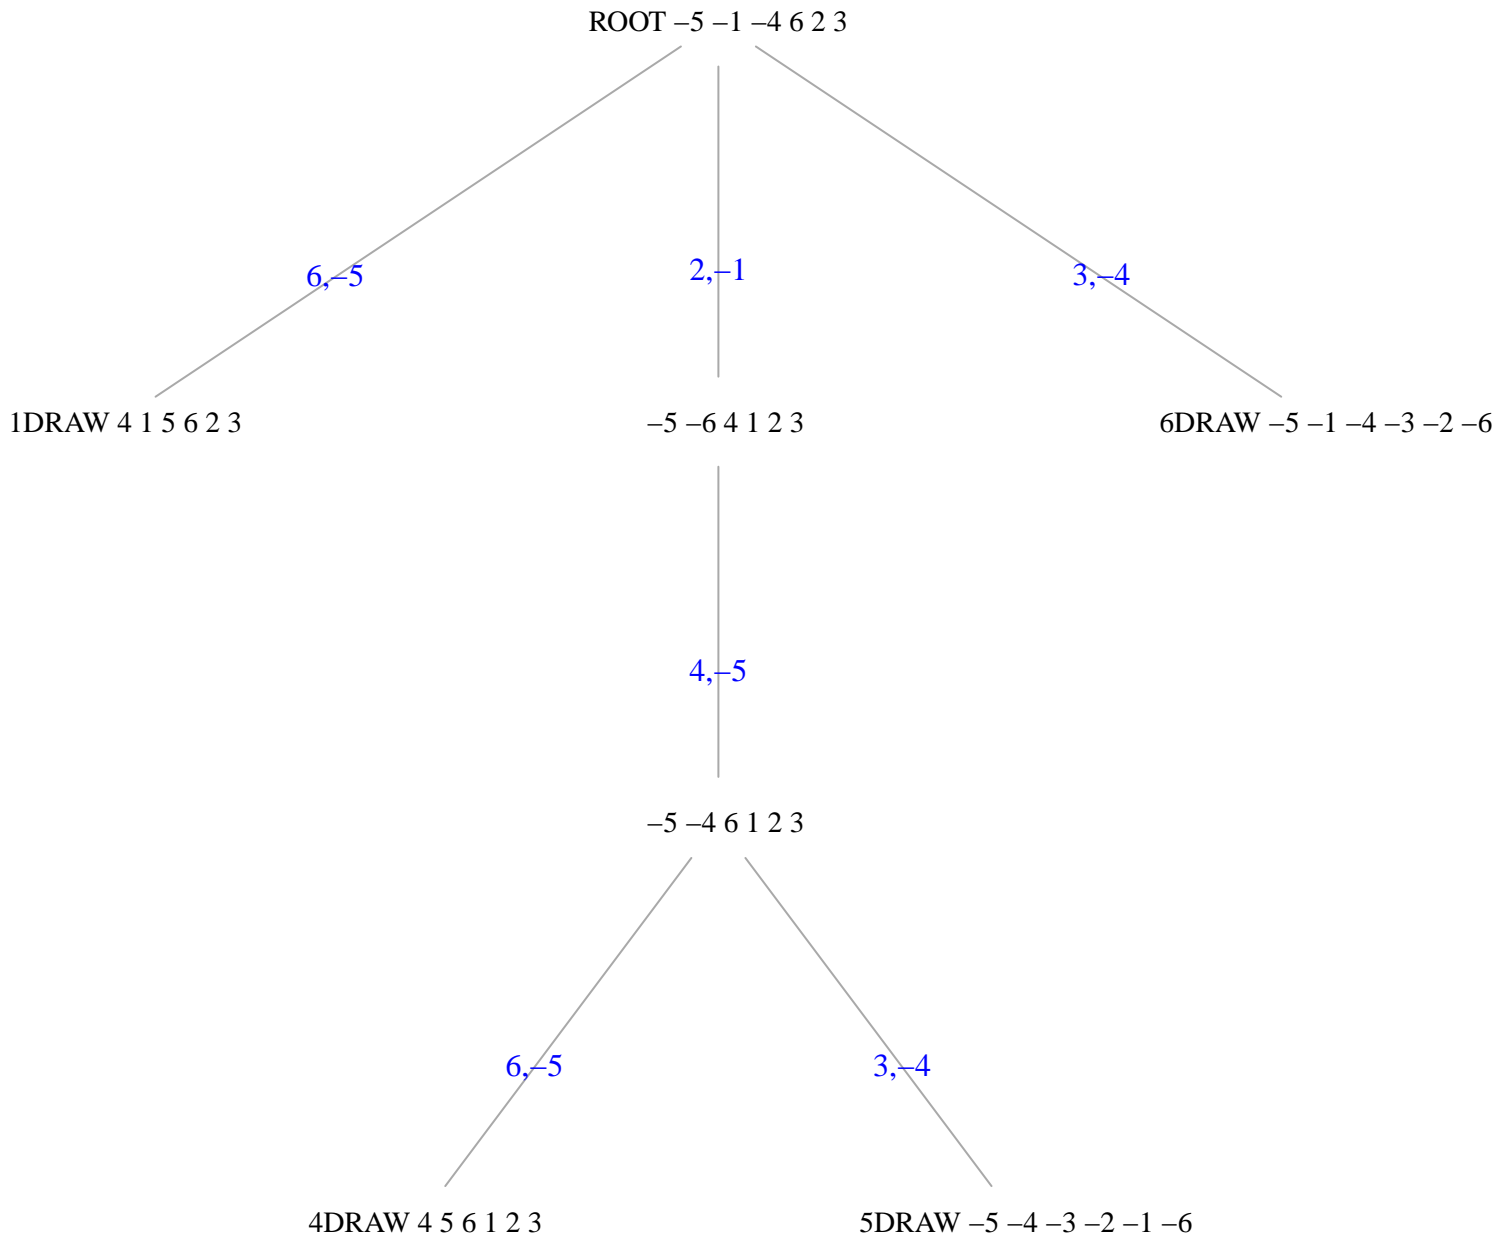 ROOT –5 –1 –4 6 2 3
6,–5
2,–1
3,–4
1DRAW 4 1 5 6 2 3
–5 –6 4 1 2 3
6DRAW –5 –1 –4 –3 –2 –6
4,–5
–5 –4 6 1 2 3
6,–5
3,–4
4DRAW 4 5 6 1 2 3
5DRAW –5 –4 –3 –2 –1 –6